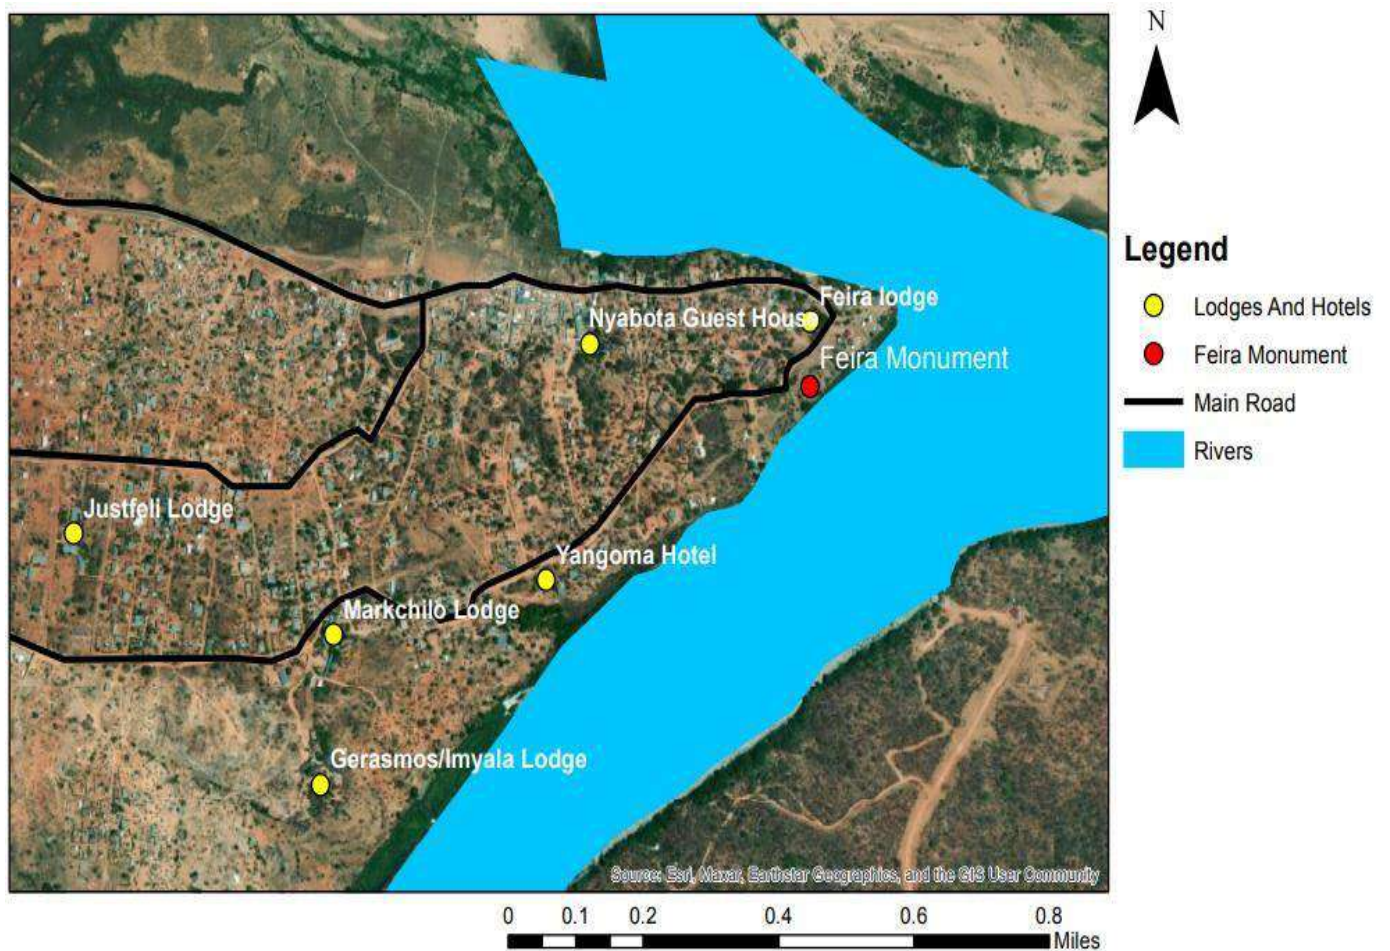 N
Feira lodge
Nyabota Guest House
Feira Monument
Justfeli Lodge
Yangoma Hotel
Markchilo Lodge
Gerasmos/Imyala Lodge
Source: Esri, Maxar, Earthstar Geographics, and the GIS User Community
Legend
Lodges And Hotels
Feira Monument
Main Road
Rivers
0 0.1 0.2 0.4 0.6 0.8
Miles